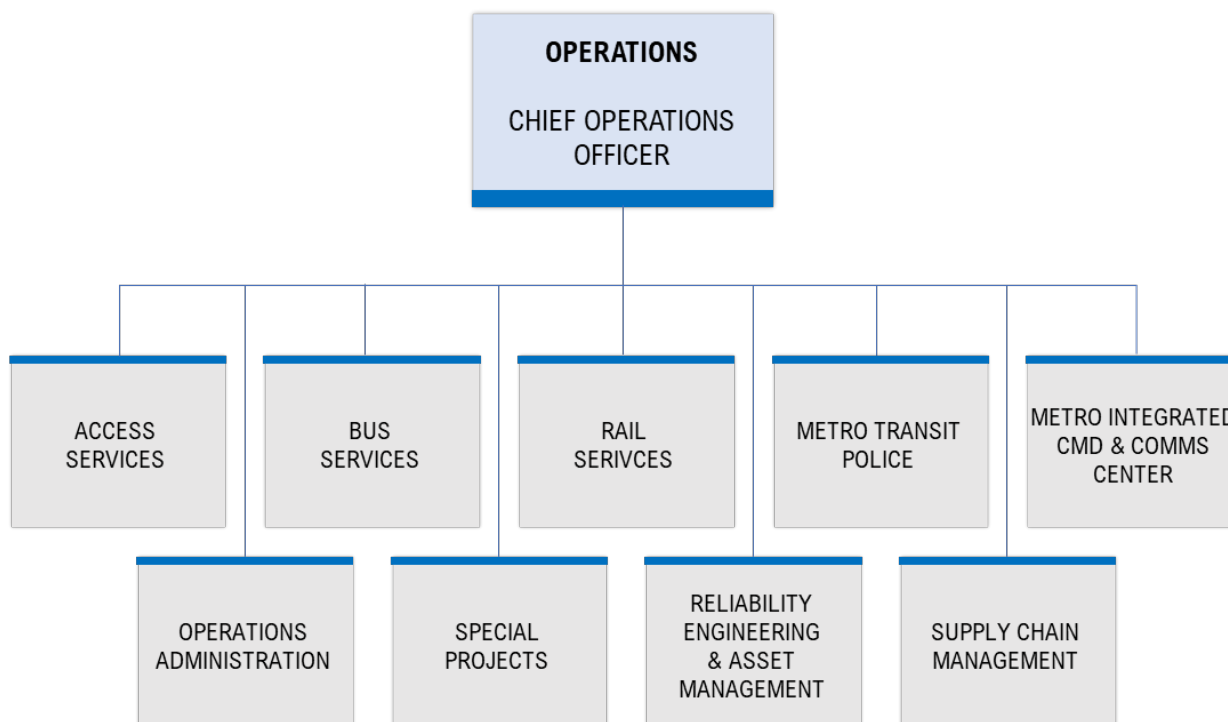 OPERATIONS
CHIEF OPERATIONS
OFFICER
ACCESS
SERVICES
BUS
SERVICES
RAIL
SERIVCES
METRO TRANSIT
POLICE
METRO INTEGRATED
CMD & COMMS
CENTER
OPERATIONS
ADMINISTRATION
SPECIAL
PROJECTS
RELIABILITY
ENGINEERING
& ASSET
MANAGEMENT
SUPPLY CHAIN
MANAGEMENT